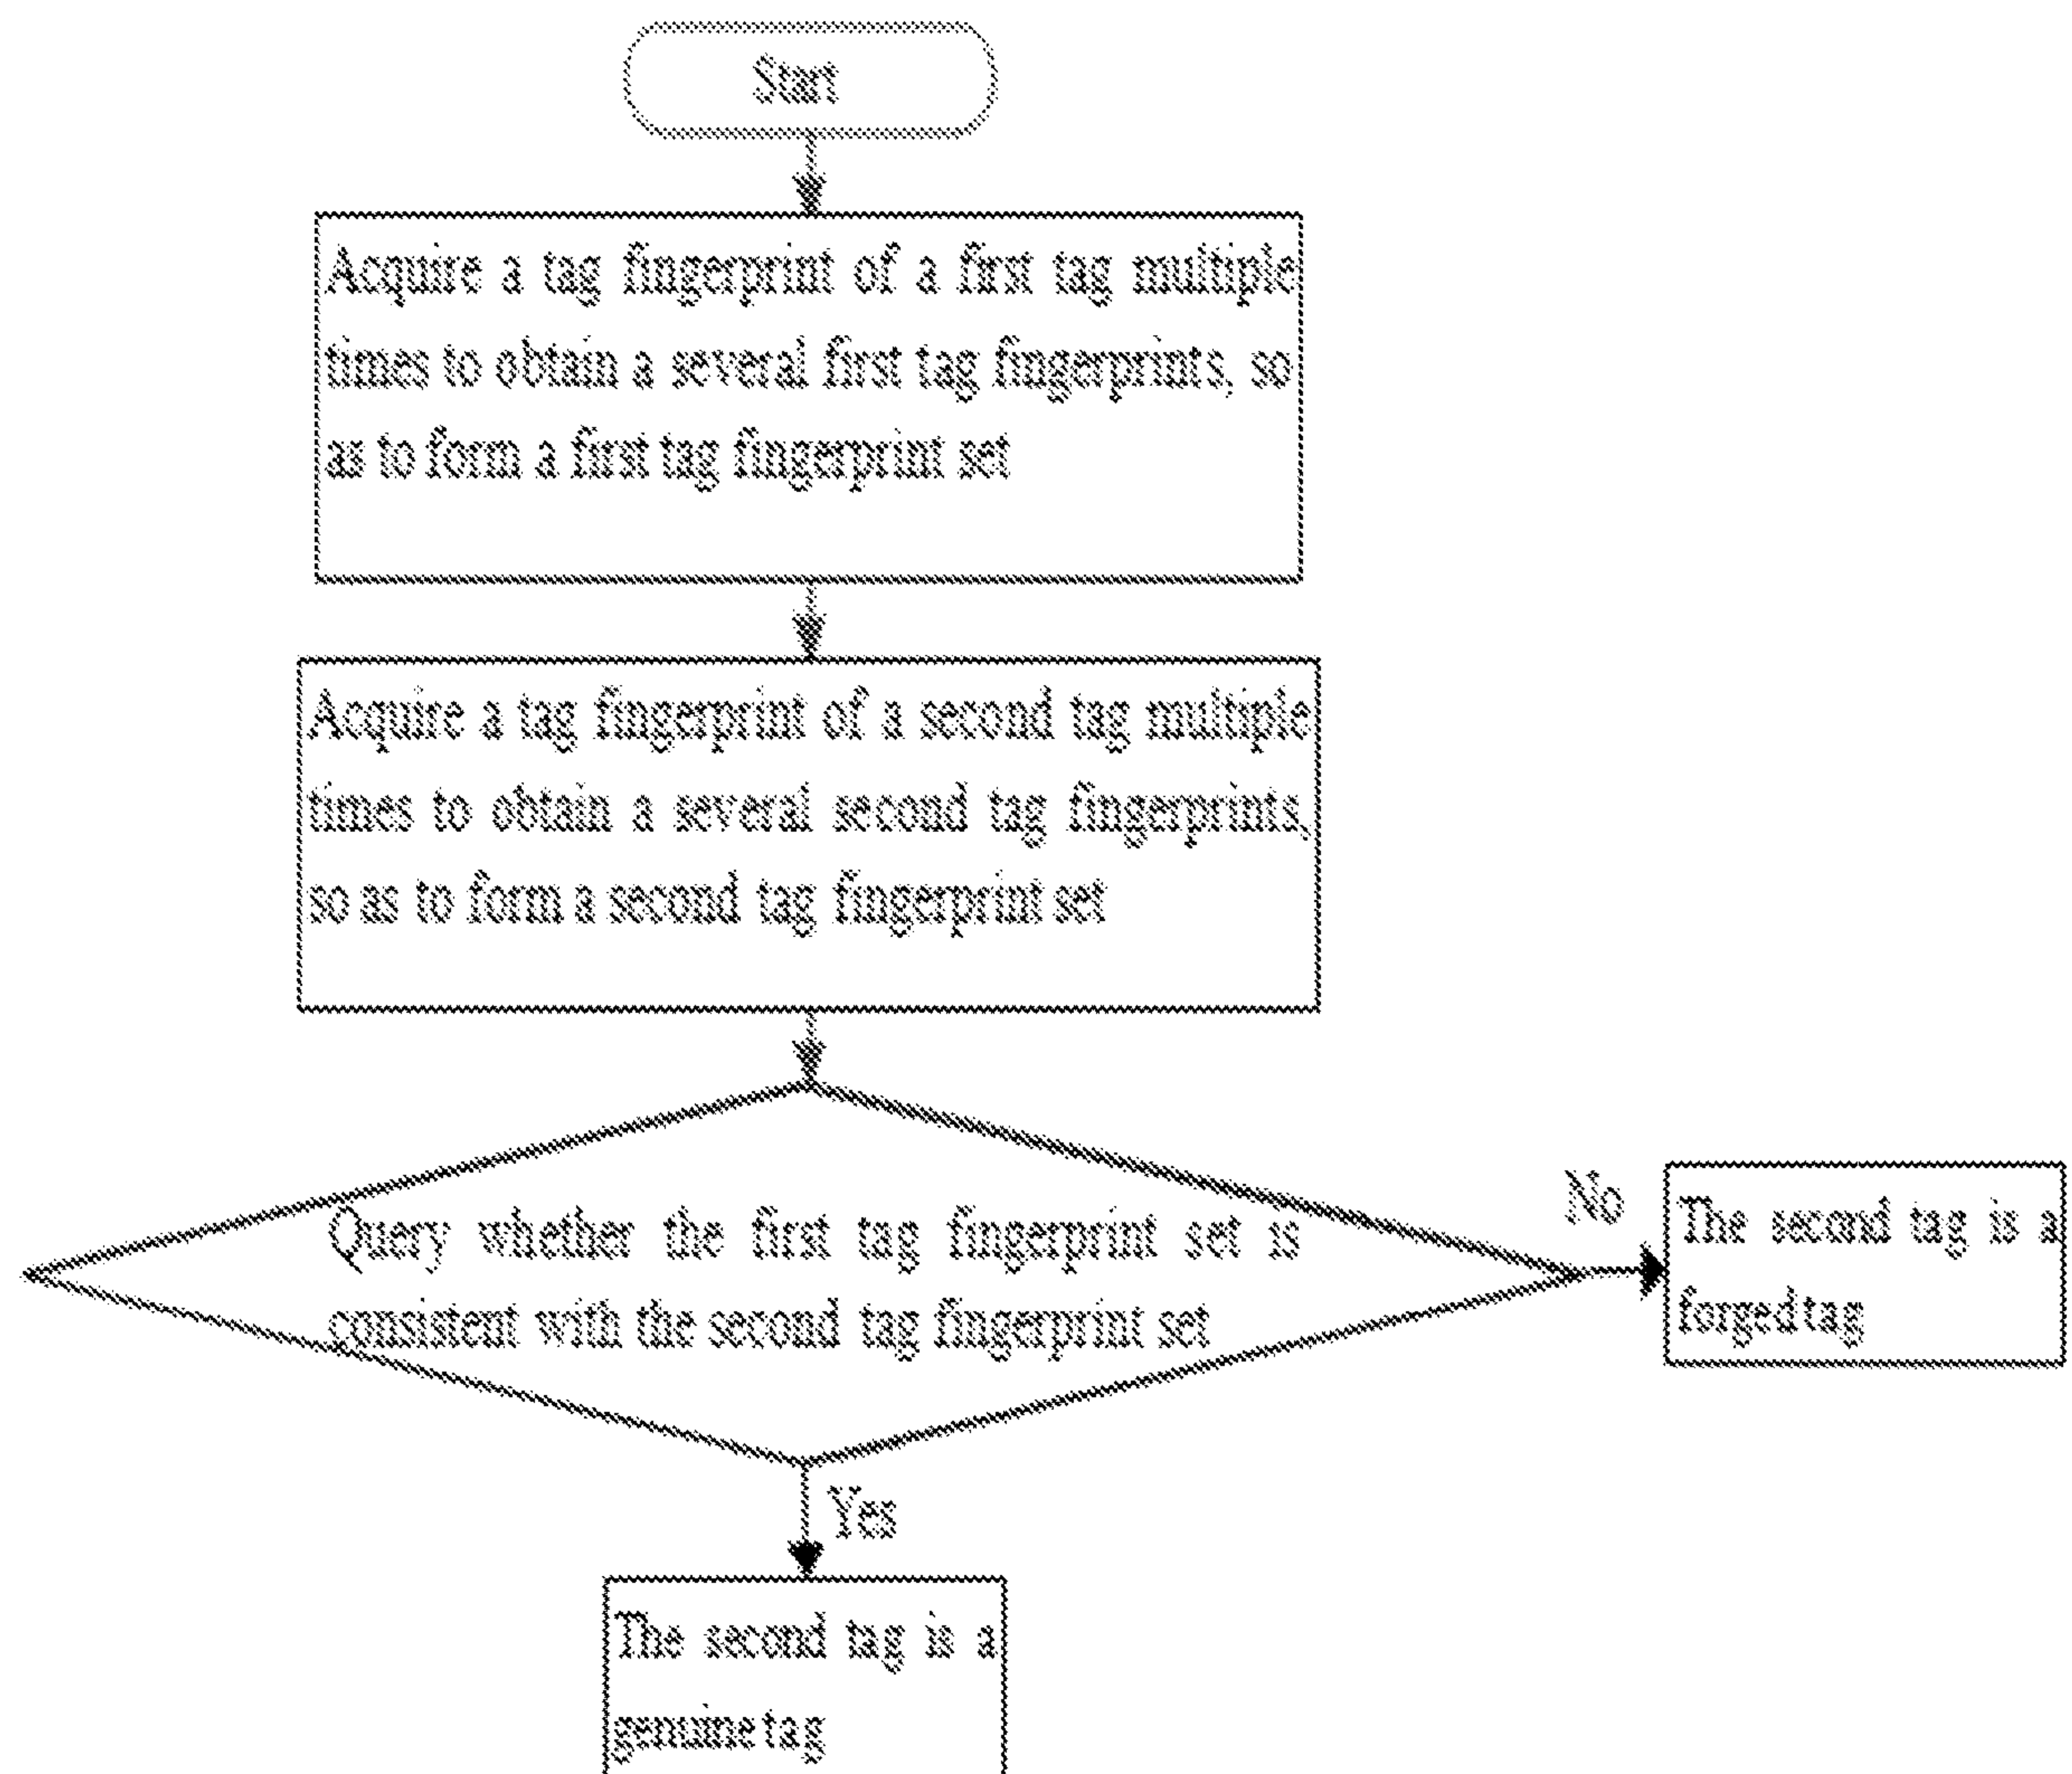 Start
Acquire a tag fingerprint of a first tag multiple
times to obtain a several first tag fingerprints, so
as to form a first tag fingerprint set
Acquire a tag fingerprint of a second tag multiple
times to obtain a several second tag fingerprints,
so as to form a second tag fingerprint set
Query whether the first tag fingerprint set is
consistent with the second tag fingerprint set
No
The second tag is a
forged tag
Yes
The second tag is a
genuine tag